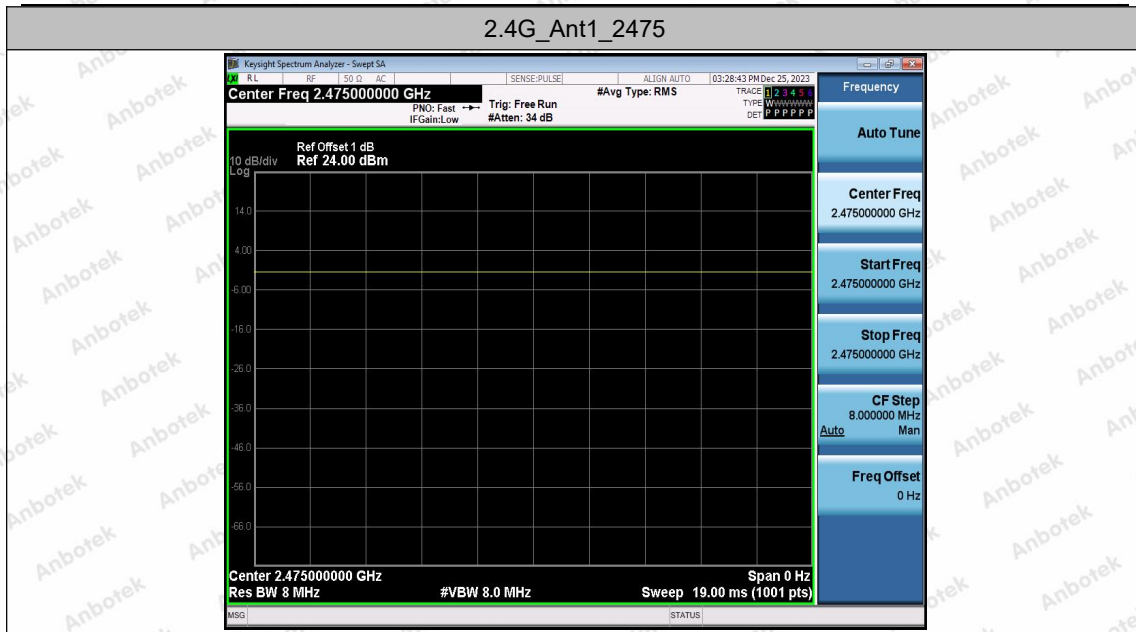 2.4G_Ant1_2475
Keysight Spectrum Analyzer - Swept SA
LXI RL RF 50 Ω AC SENSE:PULSE ALIGN AUTO 03:28:43 PM Dec 25, 2023
Center Freq 2.475000000 GHz #Avg Type: RMS TRACE 1 2 3 4 5 6
PNO: Fast Trig: Free Run TYPE WWWWWW
IFGain:Low #Atten: 34 dB DET P P P P P P
Frequency
Auto Tune
Center Freq
2.475000000 GHz
Start Freq
2.475000000 GHz
Stop Freq
2.475000000 GHz
CF Step
8.000000 MHz
Auto Man
Freq Offset
0 Hz
Ref Offset 1 dB
10 dB/div Ref 24.00 dBm
Log
14.0
4.00
-6.00
-16.0
-26.0
-36.0
-46.0
-56.0
-66.0
Center 2.475000000 GHz Span 0 Hz
Res BW 8 MHz #VBW 8.0 MHz Sweep 19.00 ms (1001 pts)
MSG STATUS
Anbotek